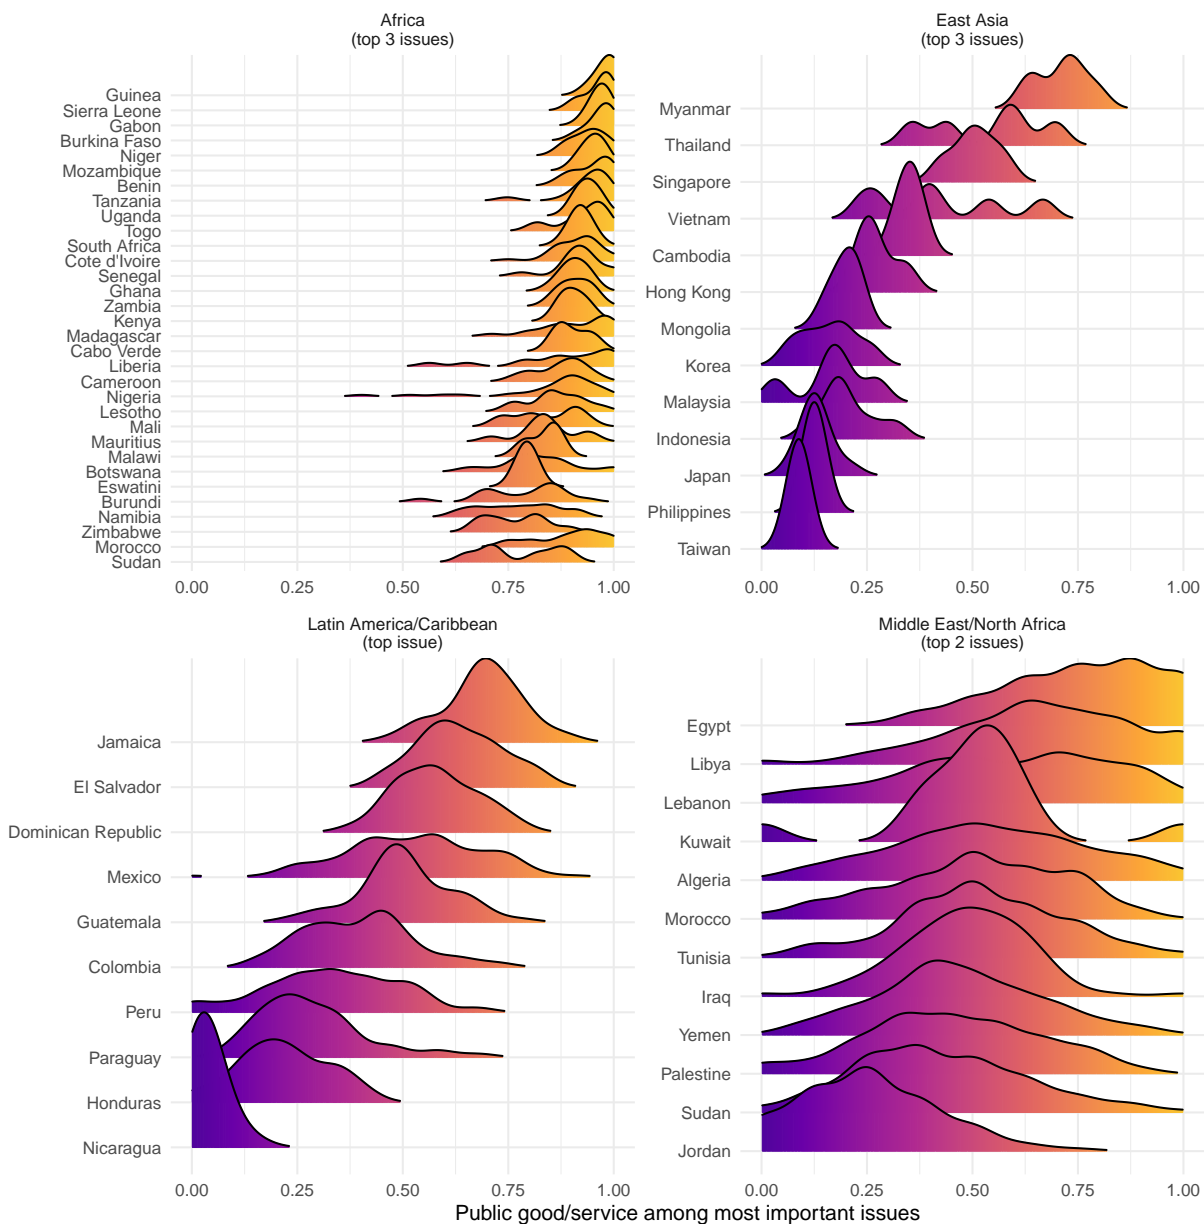 Africa
(top 3 issues)
Guinea
Sierra Leone
Gabon
Burkina Faso
Niger
Mozambique
Benin
Tanzania
Uganda
Togo
South Africa
Cote d'Ivoire
Senegal
Ghana
Zambia
Kenya
Madagascar
Cabo Verde
Liberia
Cameroon
Nigeria
Lesotho
Mali
Mauritius
Malawi
Botswana
Eswatini
Burundi
Namibia
Zimbabwe
Morocco
Sudan
0.00 0.25 0.50 0.75 1.00
East Asia
(top 3 issues)
Myanmar
Thailand
Singapore
Vietnam
Cambodia
Hong Kong
Mongolia
Korea
Malaysia
Indonesia
Japan
Philippines
Taiwan
0.00 0.25 0.50 0.75 1.00
Latin America/Caribbean
(top issue)
Jamaica
El Salvador
Dominican Republic
Mexico
Guatemala
Colombia
Peru
Paraguay
Honduras
Nicaragua
0.00 0.25 0.50 0.75 1.00
Middle East/North Africa
(top 2 issues)
Egypt
Libya
Lebanon
Kuwait
Algeria
Morocco
Tunisia
Iraq
Yemen
Palestine
Sudan
Jordan
0.00 0.25 0.50 0.75 1.00
Public good/service among most important issues